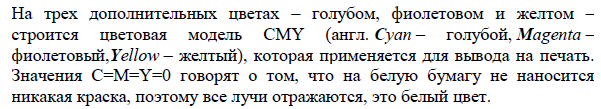 На трех дополнительных цветах – голубом, фиолетовом и желтом –
строится цветовая модель CMY (англ. Cyan – голубой, Magenta –
фиолетовый,Yellow – желтый), которая применяется для вывода на печать.
Значения C=M=Y=0 говорят о том, что на белую бумагу не наносится
никакая краска, поэтому все лучи отражаются, это белый цвет.